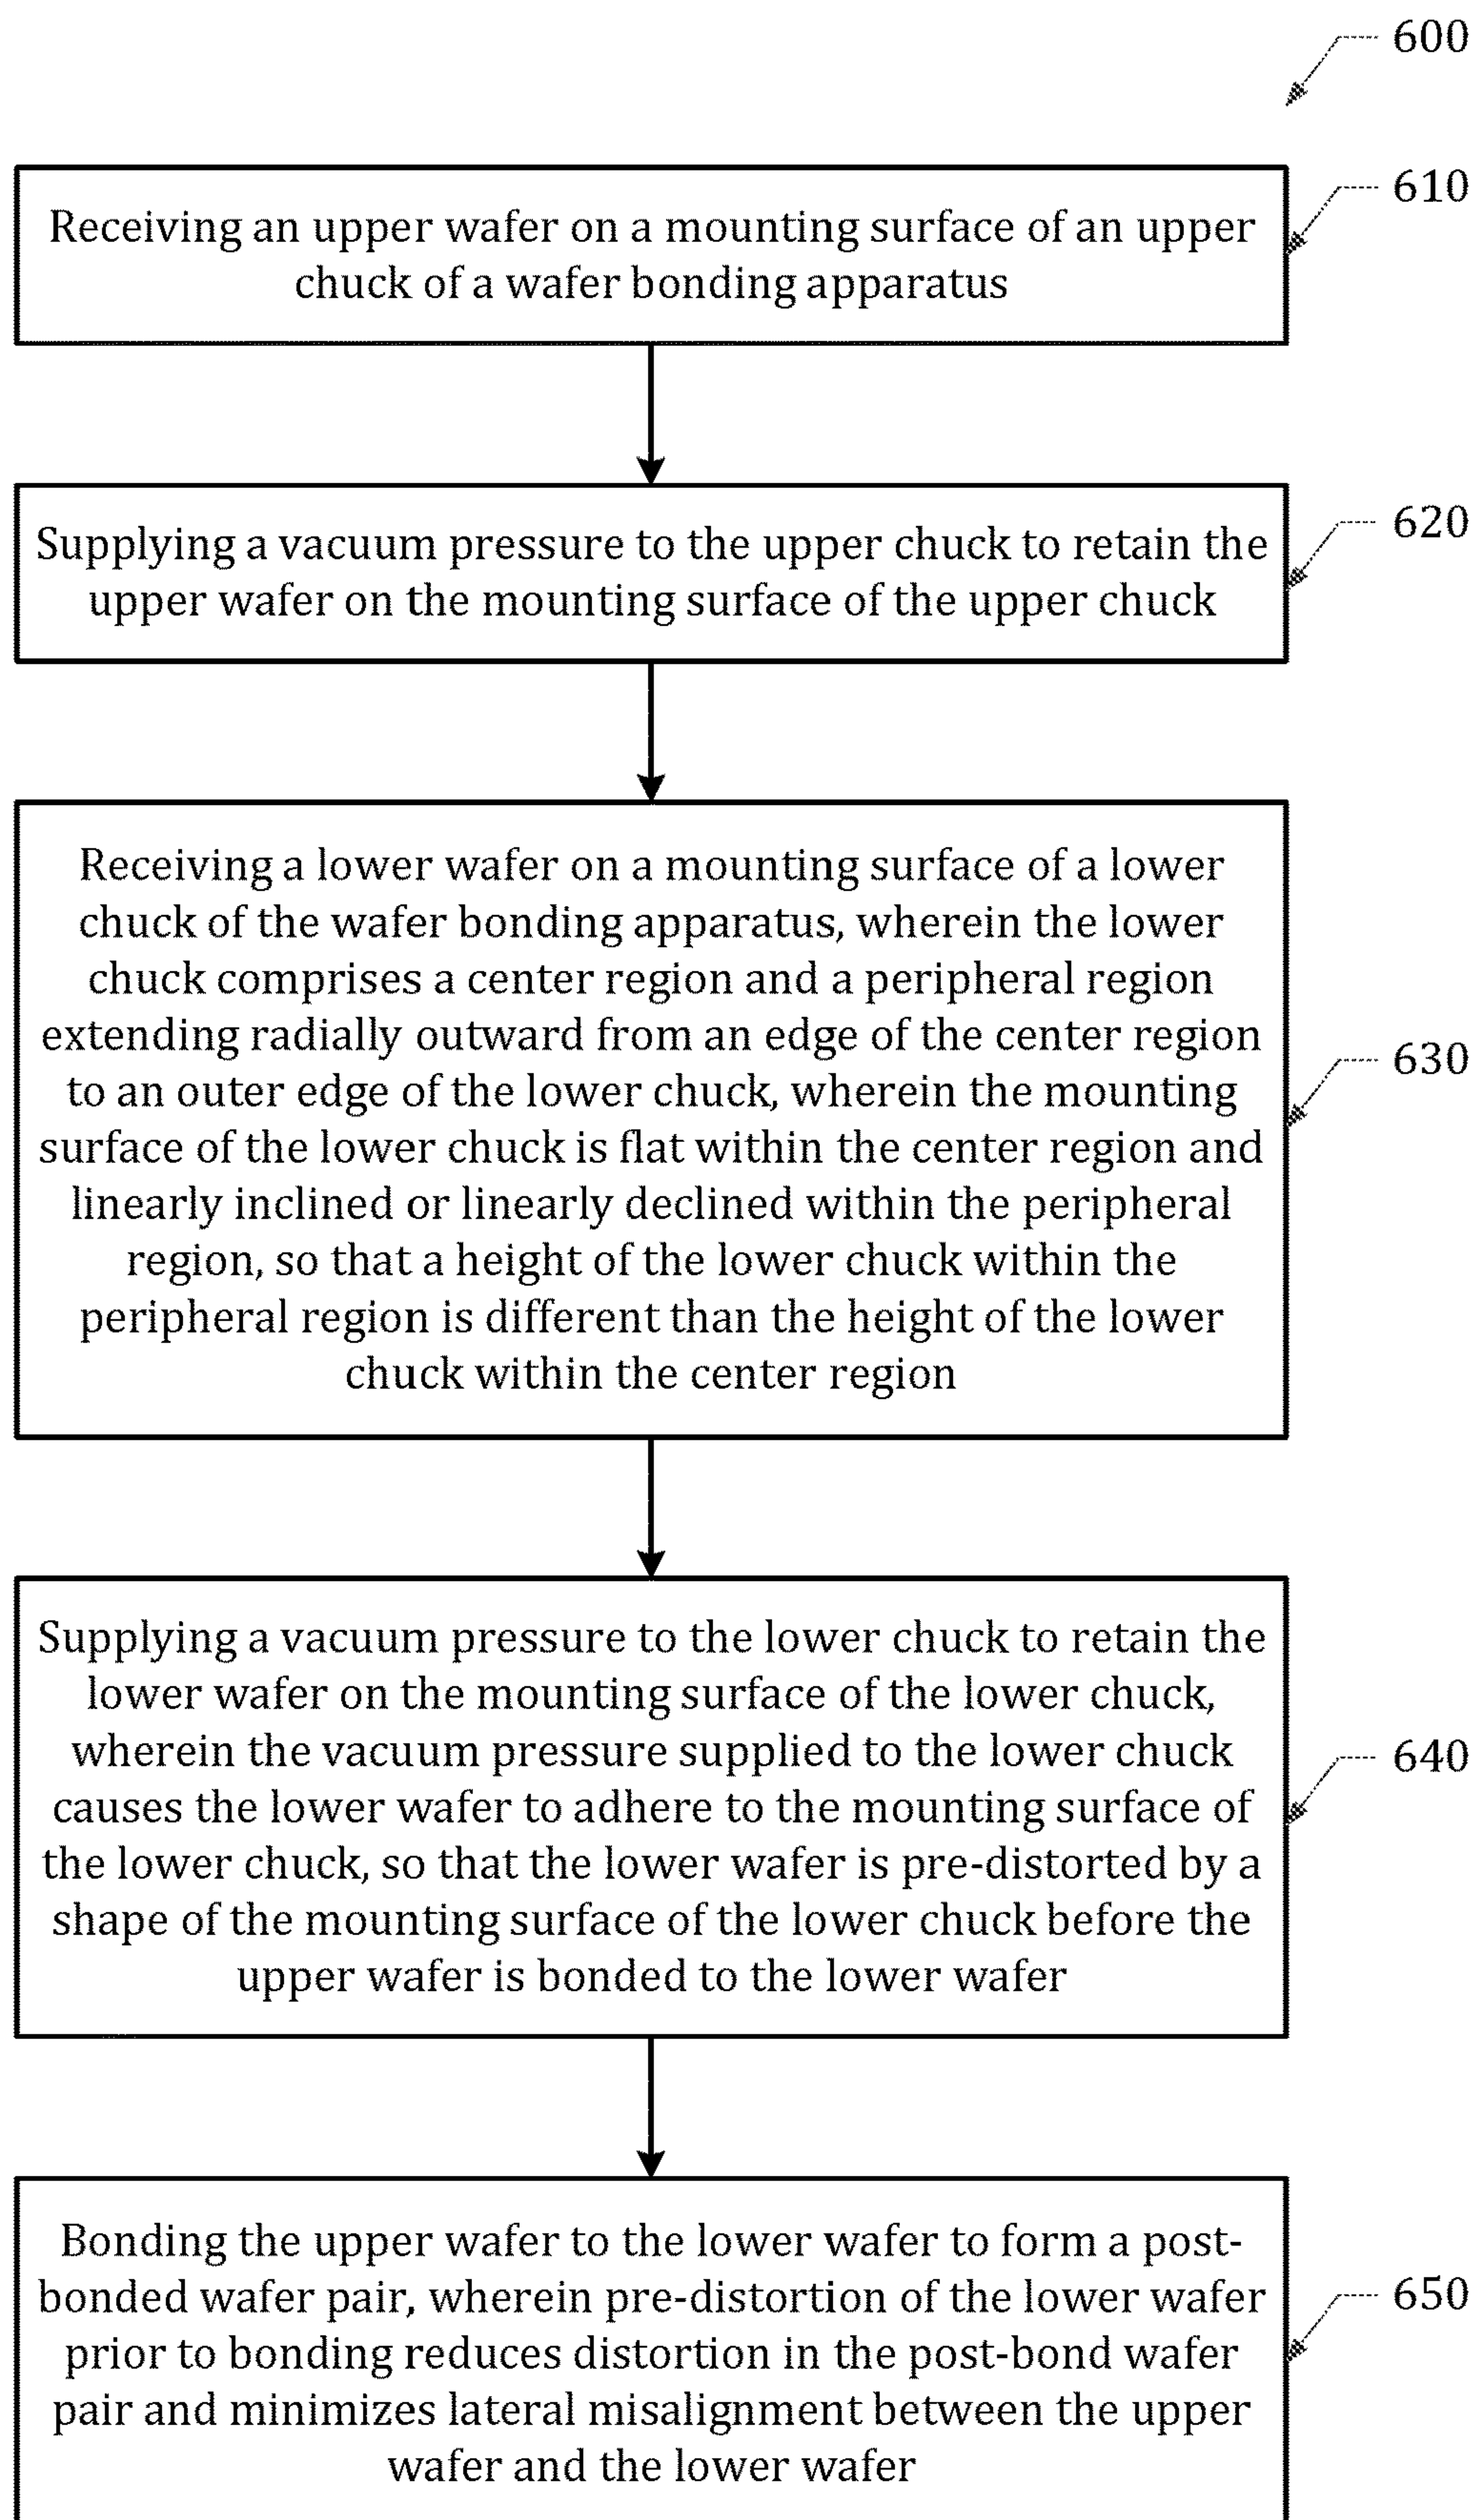 600
610
Receiving an upper wafer on a mounting surface of an upper
chuck of a wafer bonding apparatus
620
Supplying a vacuum pressure to the upper chuck to retain the
upper wafer on the mounting surface of the upper chuck
Receiving a lower wafer on a mounting surface of a lower
chuck of the wafer bonding apparatus, wherein the lower
chuck comprises a center region and a peripheral region
extending radially outward from an edge of the center region
630
to an outer edge of the lower chuck, wherein the mounting
surface of the lower chuck is flat within the center region and
linearly inclined or linearly declined within the peripheral
region, so that a height of the lower chuck within the
peripheral region is different than the height of the lower
chuck within the center region
Supplying a vacuum pressure to the lower chuck to retain the
lower wafer on the mounting surface of the lower chuck,
wherein the vacuum pressure supplied to the lower chuck
640
causes the lower wafer to adhere to the mounting surface of
the lower chuck, so that the lower wafer is pre-distorted by a
shape of the mounting surface of the lower chuck before the
upper wafer is bonded to the lower wafer
Bonding the upper wafer to the lower wafer to form a post-
bonded wafer pair, wherein pre-distortion of the lower wafer
650
prior to bonding reduces distortion in the post-bond wafer
pair and minimizes lateral misalignment between the upper
wafer and the lower wafer